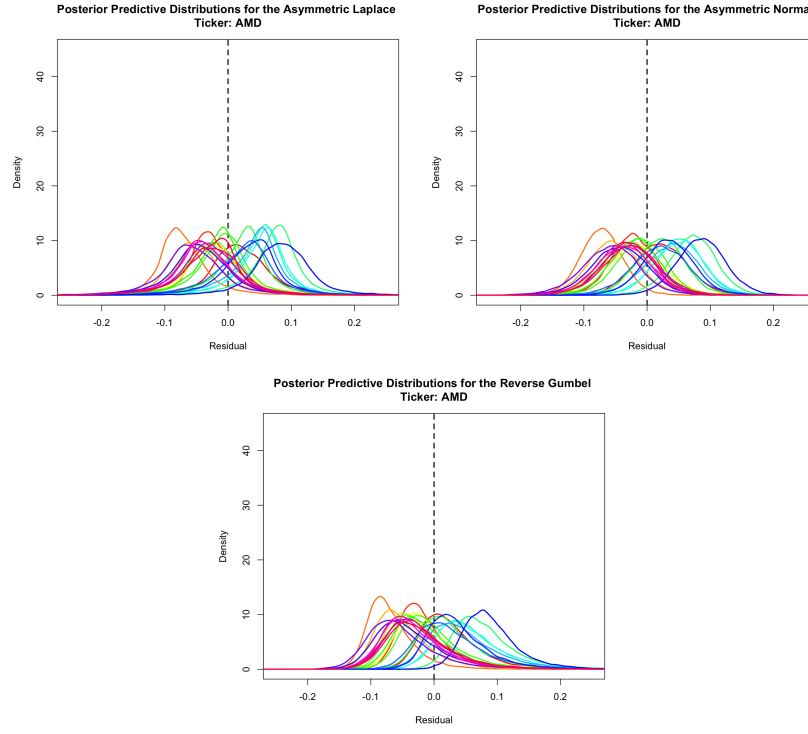 Posterior Predictive Distributions for the Asymmetric Laplace
Ticker: AMD
40
30
20
10
0
Density
-0.2 -0.1 0.0 0.1 0.2
Residual
Posterior Predictive Distributions for the Asymmetric Norma
Ticker: AMD
40
30
20
10
0
Density
-0.2 -0.1 0.0 0.1 0.2
Residual
Posterior Predictive Distributions for the Reverse Gumbel
Ticker: AMD
40
30
20
10
0
Density
-0.2 -0.1 0.0 0.1 0.2
Residual